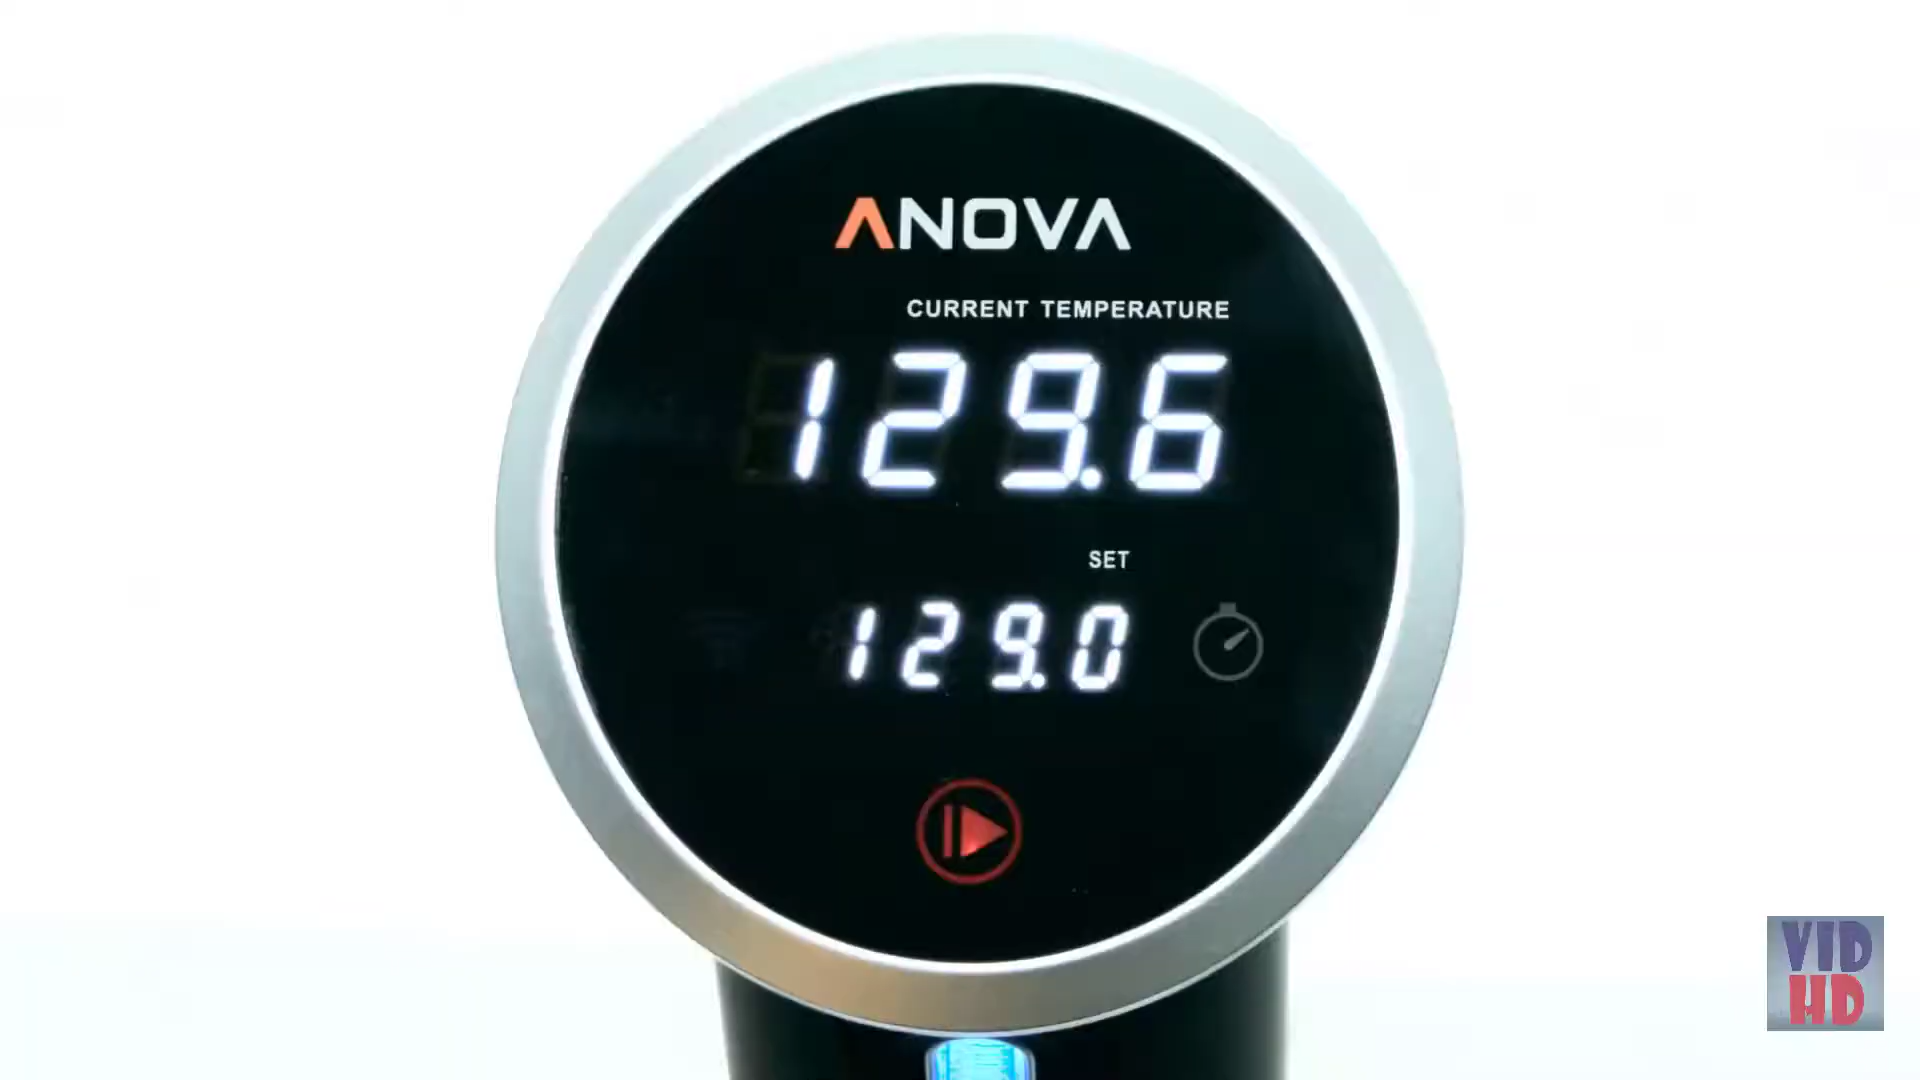 ANOVA
CURRENT TEMPERATURE
129.6
SET
129.0
VID
HD